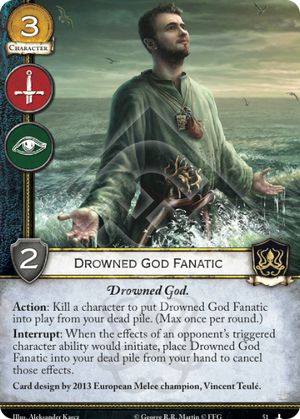 3
CHARACTER
DROWNED GOD FANATIC
2
Drowned God.
Action: Kill a character to put Drowned God Fanatic
into play from your dead pile. (Max once per round.)
Interrupt: When the effects of an opponent's triggered
character ability would initiate, place Drowned God
Fanatic into your dead pile from your hand to cancel
those effects.
Card design by 2013 European Melee champion, Vincent Teulé.
Illus. Aleksander Karcz © George R.R. Martin © FFG 51